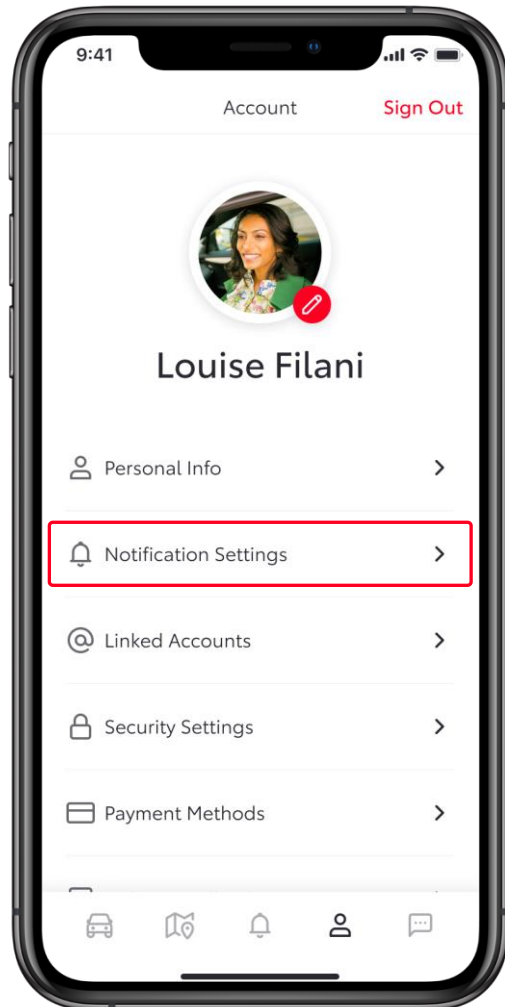 9:41
Account
Sign Out
Louise Filani
Personal Info
Notification Settings
Linked Accounts
Security Settings
Payment Methods